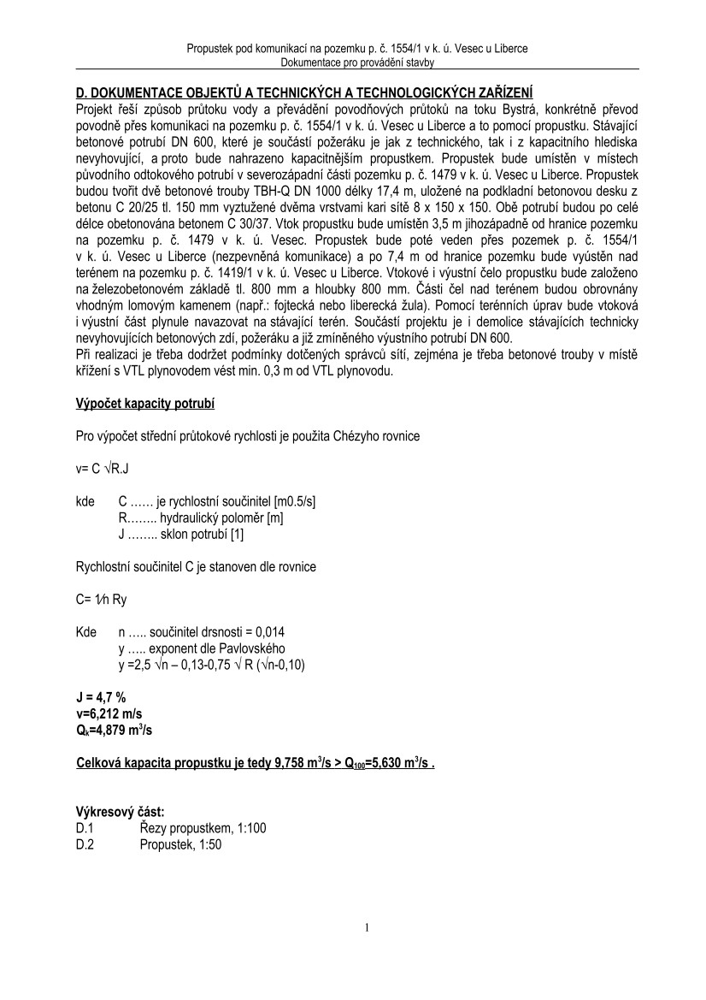 Propustek pod komunikací na pozemku p. č. 1554/1 v k. ú. Vesec u Liberce
Dokumentace pro provádění stavby
D. DOKUMENTACE OBJEKTŮ A TECHNICKÝCH A TECHNOLOGICKÝCH ZAŘÍZENÍ
Projekt řeší způsob průtoku vody a převádění povodňových průtoků na toku Bystrá, konkrétně převod
povodně přes komunikaci na pozemku p. č. 1554/1 v k. ú. Vesec u Liberce a to pomocí propustku. Stávající
betonové potrubí DN 600, které je součástí požeráku je jak z technického, tak i z kapacitního hlediska
nevyhovující, a proto bude nahrazeno kapacitnějším propustkem. Propustek bude umístěn v místech
původního odtokového potrubí v severozápadní části pozemku p. č. 1479 v k. ú. Vesec u Liberce. Propustek
budou tvořit dvě betonové trouby TBH-Q DN 1000 délky 17,4 m, uložené na podkladní betonovou desku z
betonu C 20/25 tl. 150 mm vyztužené dvěma vrstvami kari sítě 8 x 150 x 150. Obě potrubí budou po celé
délce obetonována betonem C 30/37. Vtok propustku bude umístěn 3,5 m jihozápadně od hranice pozemku
na pozemku p. č. 1479 v k. ú. Vesec. Propustek bude poté veden přes pozemek p. č. 1554/1
v k. ú. Vesec u Liberce (nezpevněná komunikace) a po 7,4 m od hranice pozemku bude vyústěn nad
terénem na pozemku p. č. 1419/1 v k. ú. Vesec u Liberce. Vtokové i výustní čelo propustku bude založeno
na železobetonovém základě tl. 800 mm a hloubky 800 mm. Části čel nad terénem budou obrovnány
vhodným lomovým kamenem (např.: fojtecká nebo liberecká žula). Pomocí terénních úprav bude vtoková
i výustní část plynule navazovat na stávající terén. Součástí projektu je i demolice stávajících technicky
nevyhovujících betonových zdí, požeráku a již zmíněného výustního potrubí DN 600.
Při realizaci je třeba dodržet podmínky dotčených správců sítí, zejména je třeba betonové trouby v místě
křížení s VTL plynovodem vést min. 0,3 m od VTL plynovodu.
Výpočet kapacity potrubí
Pro výpočet střední průtokové rychlosti je použita Chézyho rovnice
v= C √R.J
kde C …… je rychlostní součinitel [m0.5/s]
R…….. hydraulický poloměr [m]
J …….. sklon potrubí [1]
Rychlostní součinitel C je stanoven dle rovnice
C= 1⁄n Ry
Kde n ….. součinitel drsnosti = 0,014
y ….. exponent dle Pavlovského
y =2,5 √n – 0,13-0,75 √ R (√n-0,10)
J = 4,7 %
v=6,212 m/s
Qk=4,879 m³/s
Celková kapacita propustku je tedy 9,758 m³/s > Q100=5,630 m³/s .
Výkresový část:
D.1 Řezy propustkem, 1:100
D.2 Propustek, 1:50
1